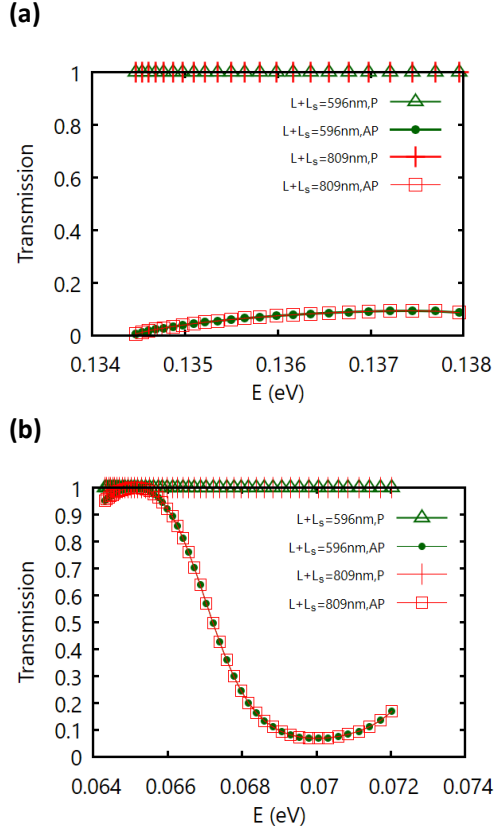 (a)
1
0.8
0.6
0.4
0.2
0
Transmission
L+Ls=596nm,P
L+Ls=596nm,AP
L+Ls=809nm,P
L+Ls=809nm,AP
0.134 0.135 0.136 0.137 0.138
E (eV)
(b)
1
0.9
0.8
0.7
0.6
0.5
0.4
0.3
0.2
0.1
0
Transmission
L+Ls=596nm,P
L+Ls=596nm,AP
L+Ls=809nm,P
L+Ls=809nm,AP
0.064 0.066 0.068 0.07 0.072 0.074
E (eV)